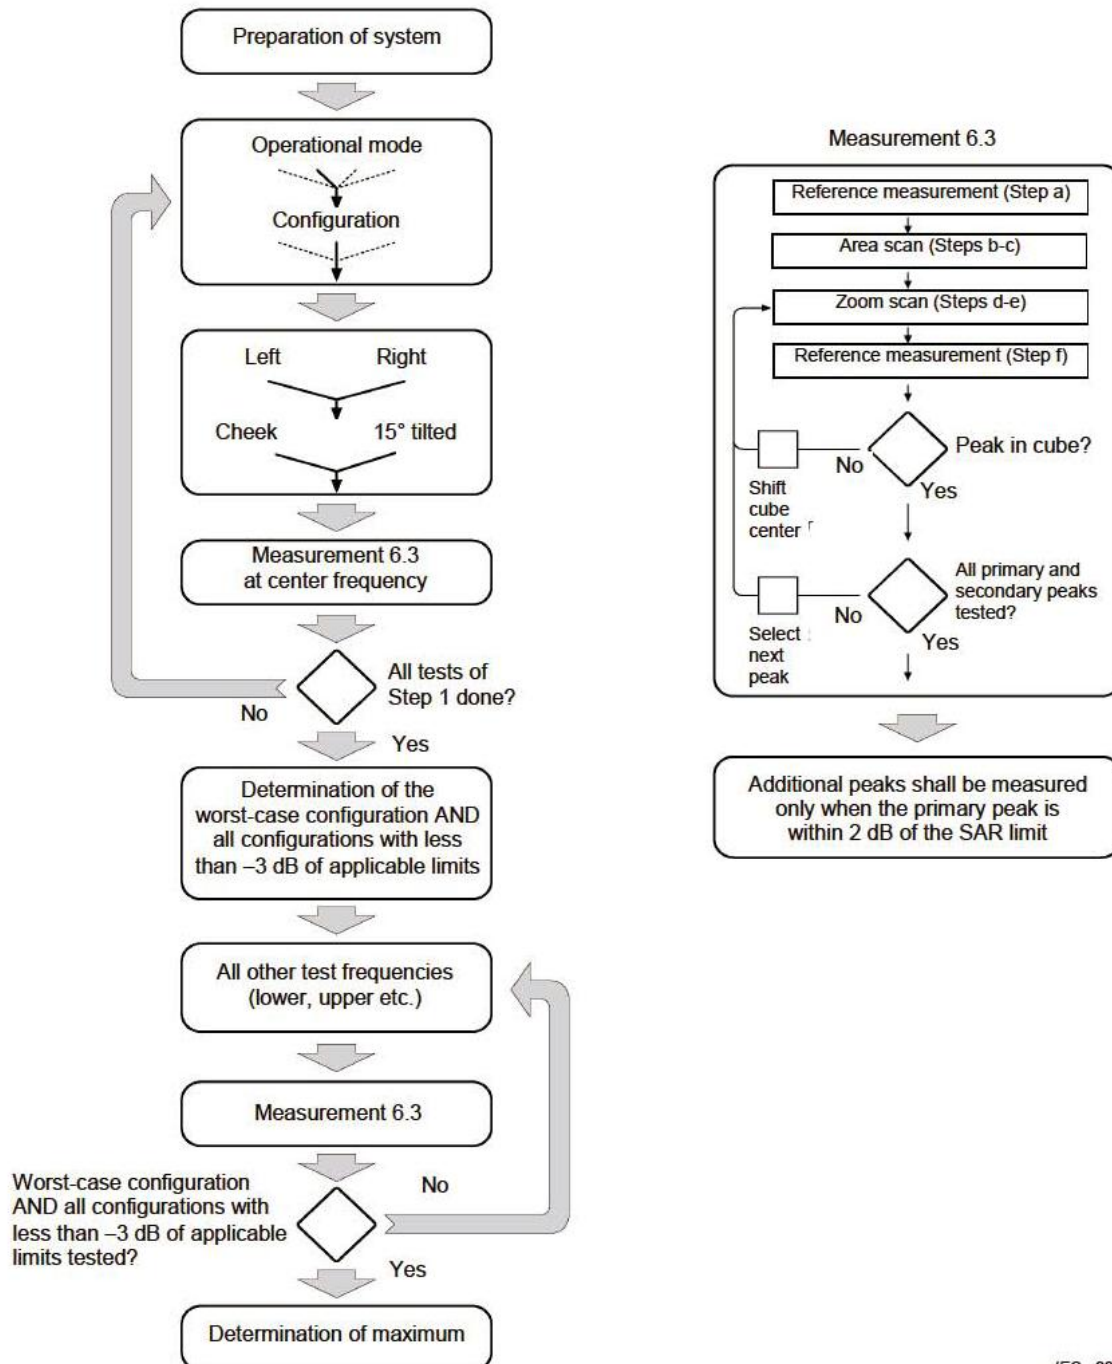 Preparation of system
Operational mode
Configuration
Left Right
Cheek 15° tilted
Measurement 6.3
at center frequency
All tests of
Step 1 done?
No
Yes
Determination of the
worst-case configuration AND
all configurations with less
than –3 dB of applicable limits
All other test frequencies
(lower, upper etc.)
Measurement 6.3
Worst-case configuration
AND all configurations with
less than –3 dB of applicable
limits tested?
No
Yes
Determination of maximum
Measurement 6.3
Reference measurement (Step a)
Area scan (Steps b-c)
Zoom scan (Steps d-e)
Reference measurement (Step f)
Peak in cube?
No
Yes
Shift
cube
center
All primary and
secondary peaks
tested?
No
Yes
Select
next
peak
Additional peaks shall be measured
only when the primary peak is
within 2 dB of the SAR limit